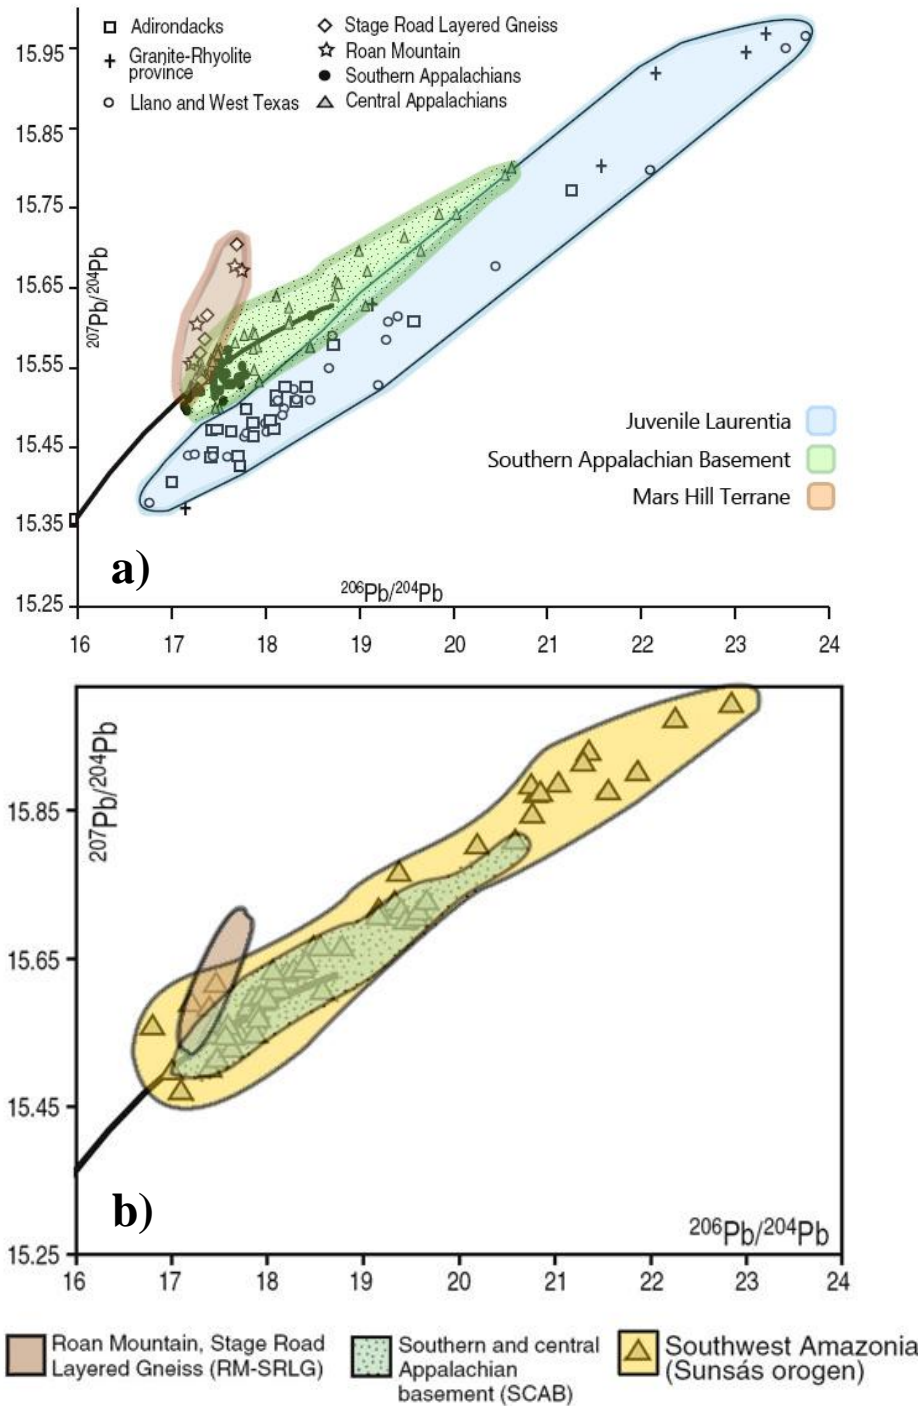 Adirondacks
Granite-Rhyolite
province
Llano and West Texas
Stage Road Layered Gneiss
Roan Mountain
Southern Appalachians
Central Appalachians
15.95
15.85
15.75
15.65
15.55
15.45
15.35
15.25
207Pb/204Pb
Juvenile Laurentia
Southern Appalachian Basement
Mars Hill Terrane
a)
206Pb/204Pb
16 17 18 19 20 21 22 23 24
207Pb/204Pb
15.85
15.65
15.45
15.25
b)
206Pb/204Pb
16 17 18 19 20 21 22 23 24
Roan Mountain, Stage Road
Layered Gneiss (RM-SRLG)
Southern and central
Appalachian
basement (SCAB)
Southwest Amazonia
(Sunsás orogen)